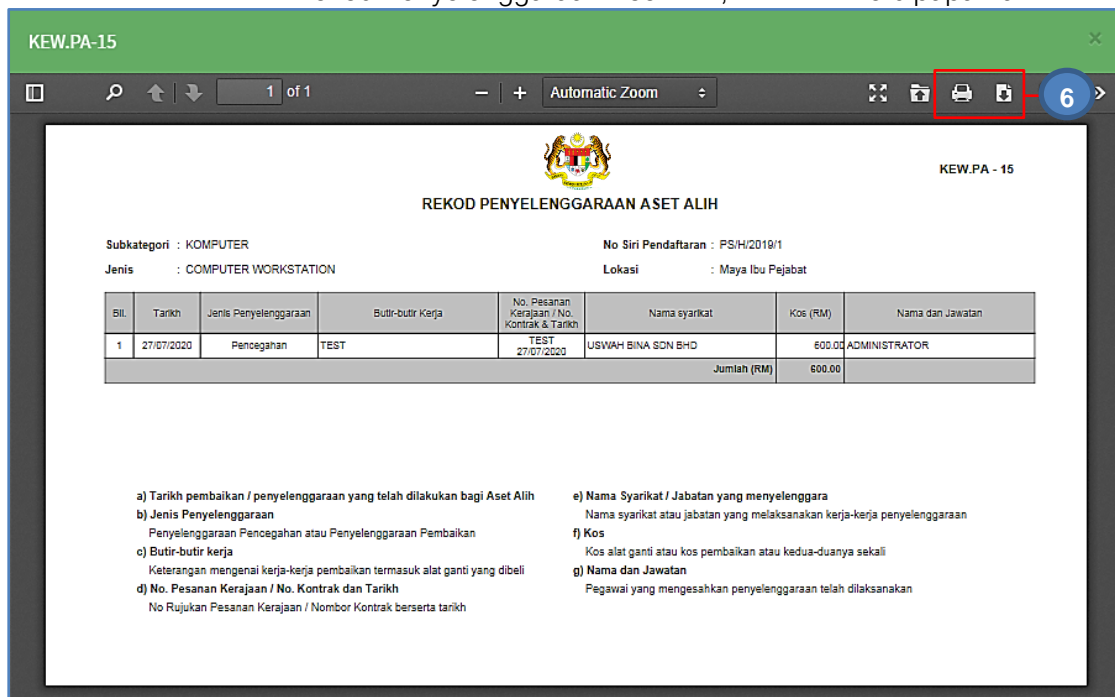 KEW.PA-15
×
1 of 1
Automatic Zoom
6
KEW.PA - 15
REKOD PENYELENGGARAAN ASET ALIH
Subkategori : KOMPUTER
No Siri Pendaftaran : PS/H/2019/1
Jenis : COMPUTER WORKSTATION
Lokasi : Maya Ibu Pejabat
Bil. Tarikh Jenis Penyelenggaraan Butir-butir Kerja No. Pesanan Kerajaan / No. Kontrak & Tarikh Nama syarikat Kos (RM) Nama dan Jawatan
1 27/07/2020 Pencegahan TEST TEST 27/07/2020 USWAH BINA SDN BHD 600.00 ADMINISTRATOR
Jumlah (RM) 600.00
a) Tarikh pembaikan / penyelenggaraan yang telah dilakukan bagi Aset Alih
b) Jenis Penyelenggaraan
Penyelenggaraan Pencegahan atau Penyelenggaraan Pembaikan
c) Butir-butir kerja
Keterangan mengenai kerja-kerja pembaikan termasuk alat ganti yang dibeli
d) No. Pesanan Kerajaan / No. Kontrak dan Tarikh
No Rujukan Pesanan Kerajaan / Nombor Kontrak berserta tarikh
e) Nama Syarikat / Jabatan yang menyelenggara
Nama syarikat atau jabatan yang melaksanakan kerja-kerja penyelenggaraan
f) Kos
Kos alat ganti atau kos pembaikan atau kedua-duanya sekali
g) Nama dan Jawatan
Pegawai yang mengesahkan penyelenggaraan telah dilaksanakan